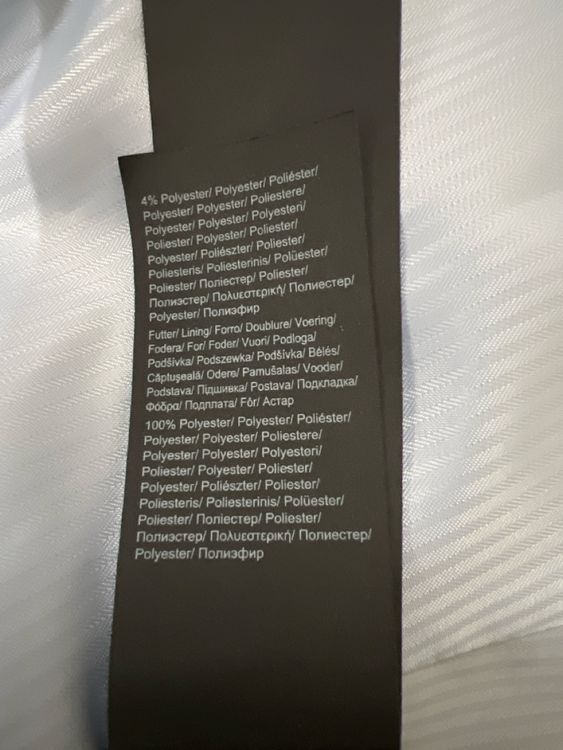 4% Polyester/ Polyester/ Poliéster/
Polyester/ Polyester/ Poliestere/
Polyester/ Polyester/ Polyesteri/
Poliester/ Polyester/ Poliester/
Polyester/ Poliészter/ Poliester/
Poliesteris/ Poliesterinis/ Polüester/
Poliester/ Поліестер/ Poliester/
Полиэстер/ Πολυεστερική/ Полиестер/
Polyester/ Полиэфир
Futter/ Lining/ Forro/ Doublure/ Voering/
Fodera/ For/ Foder/ Vuori/ Podloga/
Podšívka/ Podszewka/ Podšívka/ Bélés/
Căptuşeală/ Odere/ Pamušalas/ Vooder/
Podstava/ Підшивка/ Postava/ Подкладка/
Φόδρα/ Подплата/ Fôr/ Астар
100% Polyester/ Polyester/ Poliéster/
Polyester/ Polyester/ Poliestere/
Polyester/ Polyester/ Polyesteri/
Poliester/ Polyester/ Poliester/
Polyester/ Poliészter/ Poliester/
Poliesteris/ Poliesterinis/ Polüester/
Poliester/ Поліестер/ Poliester/
Полиэстер/ Πολυεστερική/ Полиестер/
Polyester/ Полиэфир